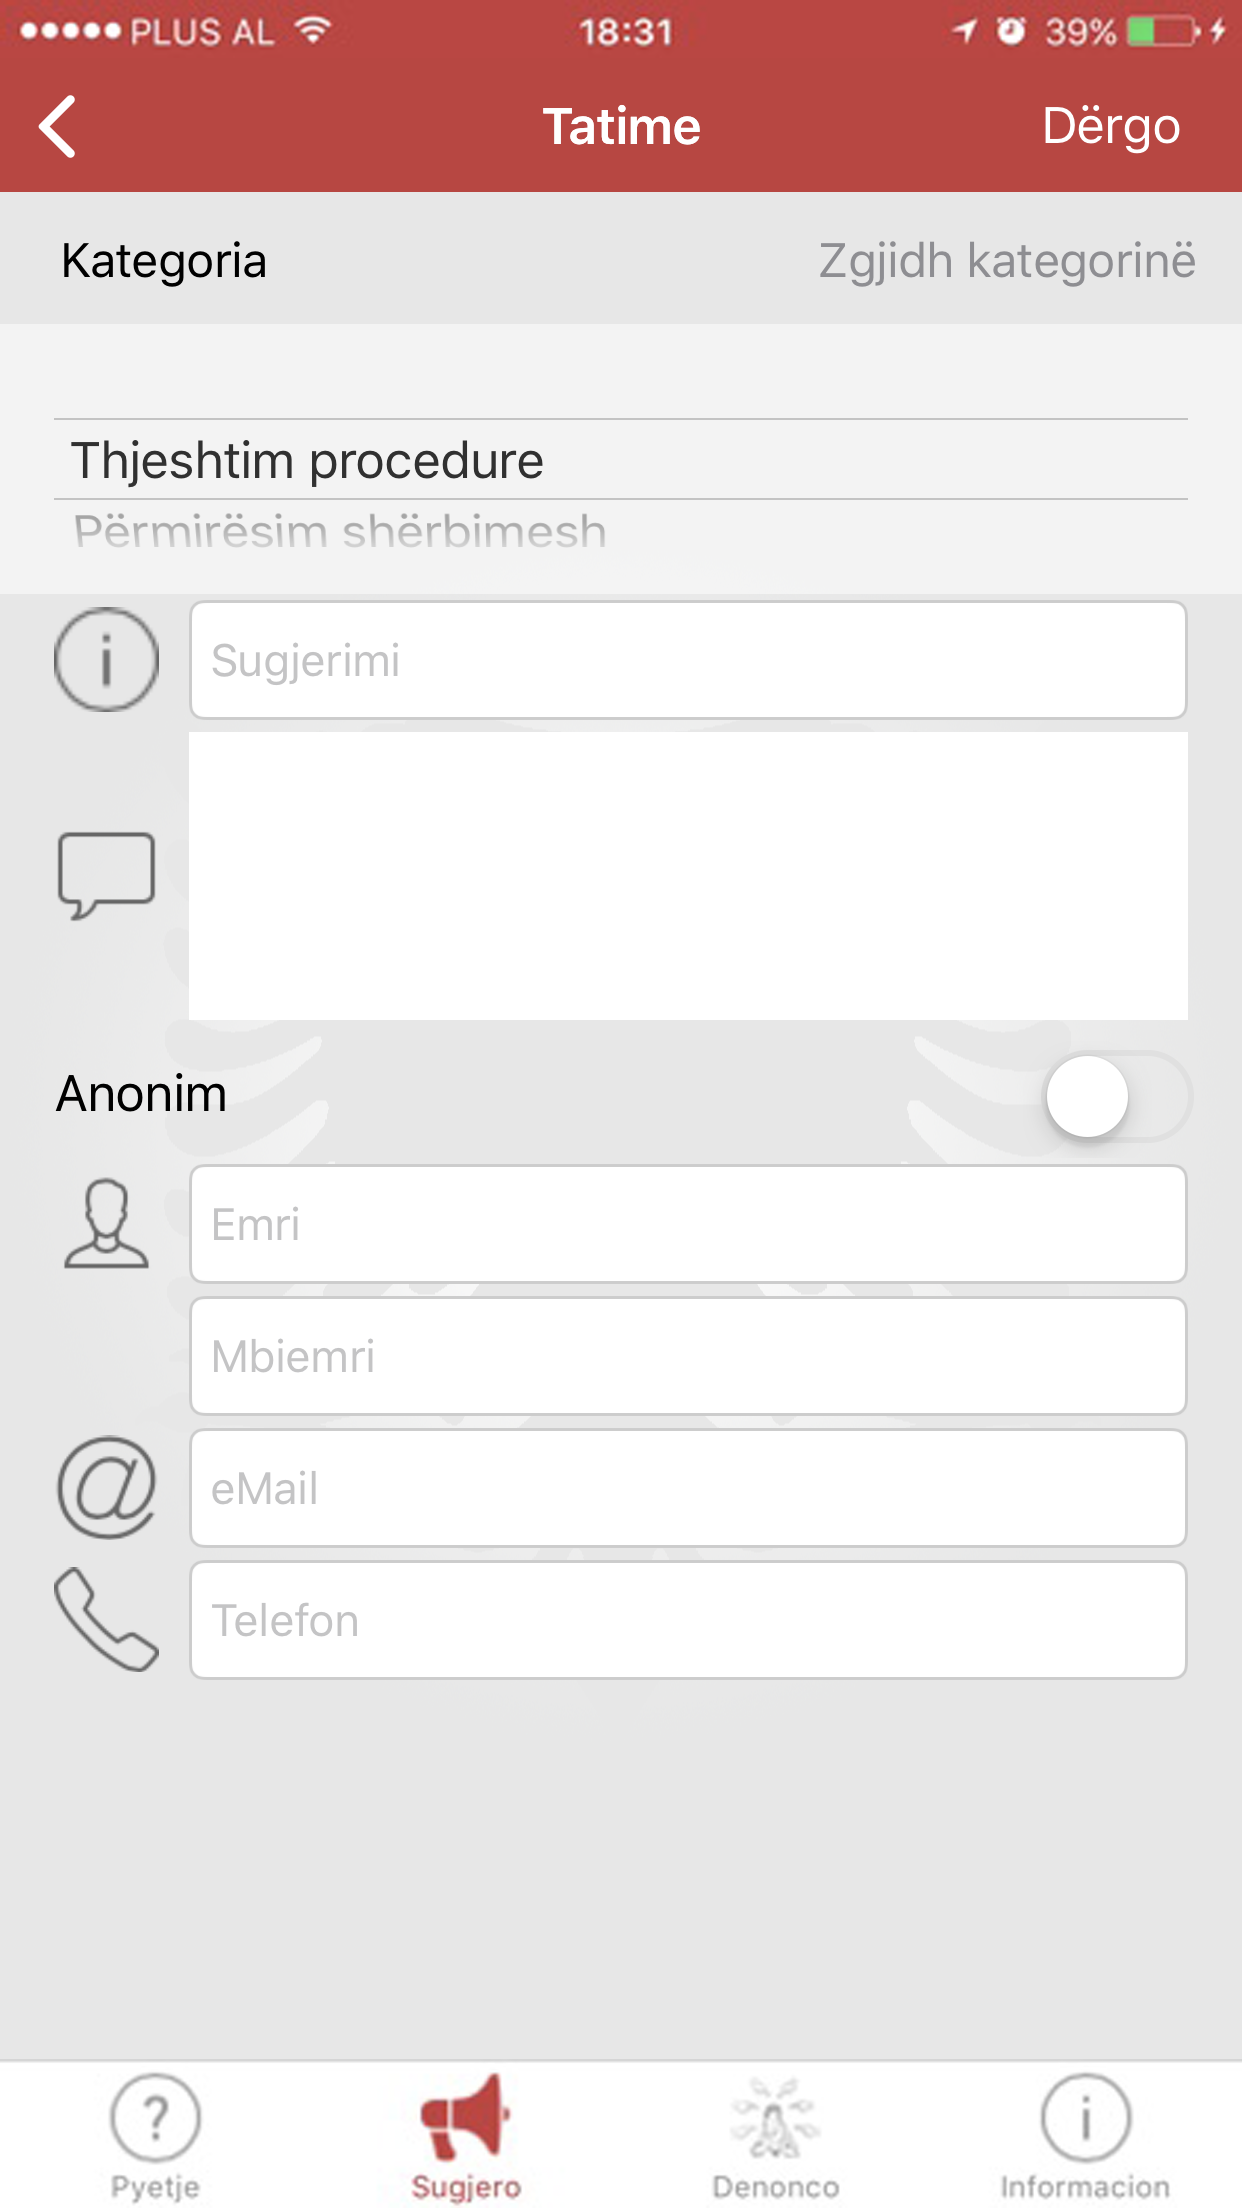 PLUS AL 18:31 39%
Tatime Dërgo
Kategoria Zgjidh kategorinë
Thjeshtim procedure
Përmirësim shërbimesh
Sugjerimi
Anonim
Emri
Mbiemri
eMail
Telefon
Pyetje Sugjero Denonco Informacion